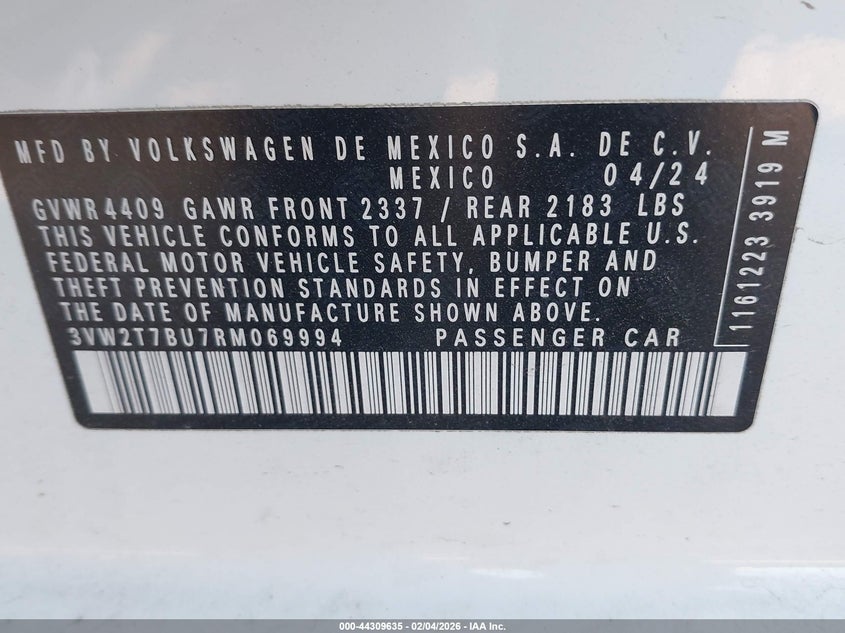 MFD BY VOLKSWAGEN DE MEXICO S.A. DE C.V.
MEXICO 04/24
GVWR 4409 GAWR FRONT 2337 / REAR 2183 LBS
THIS VEHICLE CONFORMS TO ALL APPLICABLE U.S.
FEDERAL MOTOR VEHICLE SAFETY, BUMPER AND
THEFT PREVENTION STANDARDS IN EFFECT ON
THE DATE OF MANUFACTURE SHOWN ABOVE.
3VW2T7BU7RM069994 PASSENGER CAR
1161223 3919 M
000-44309635 - 02/04/2026 - IAA Inc.